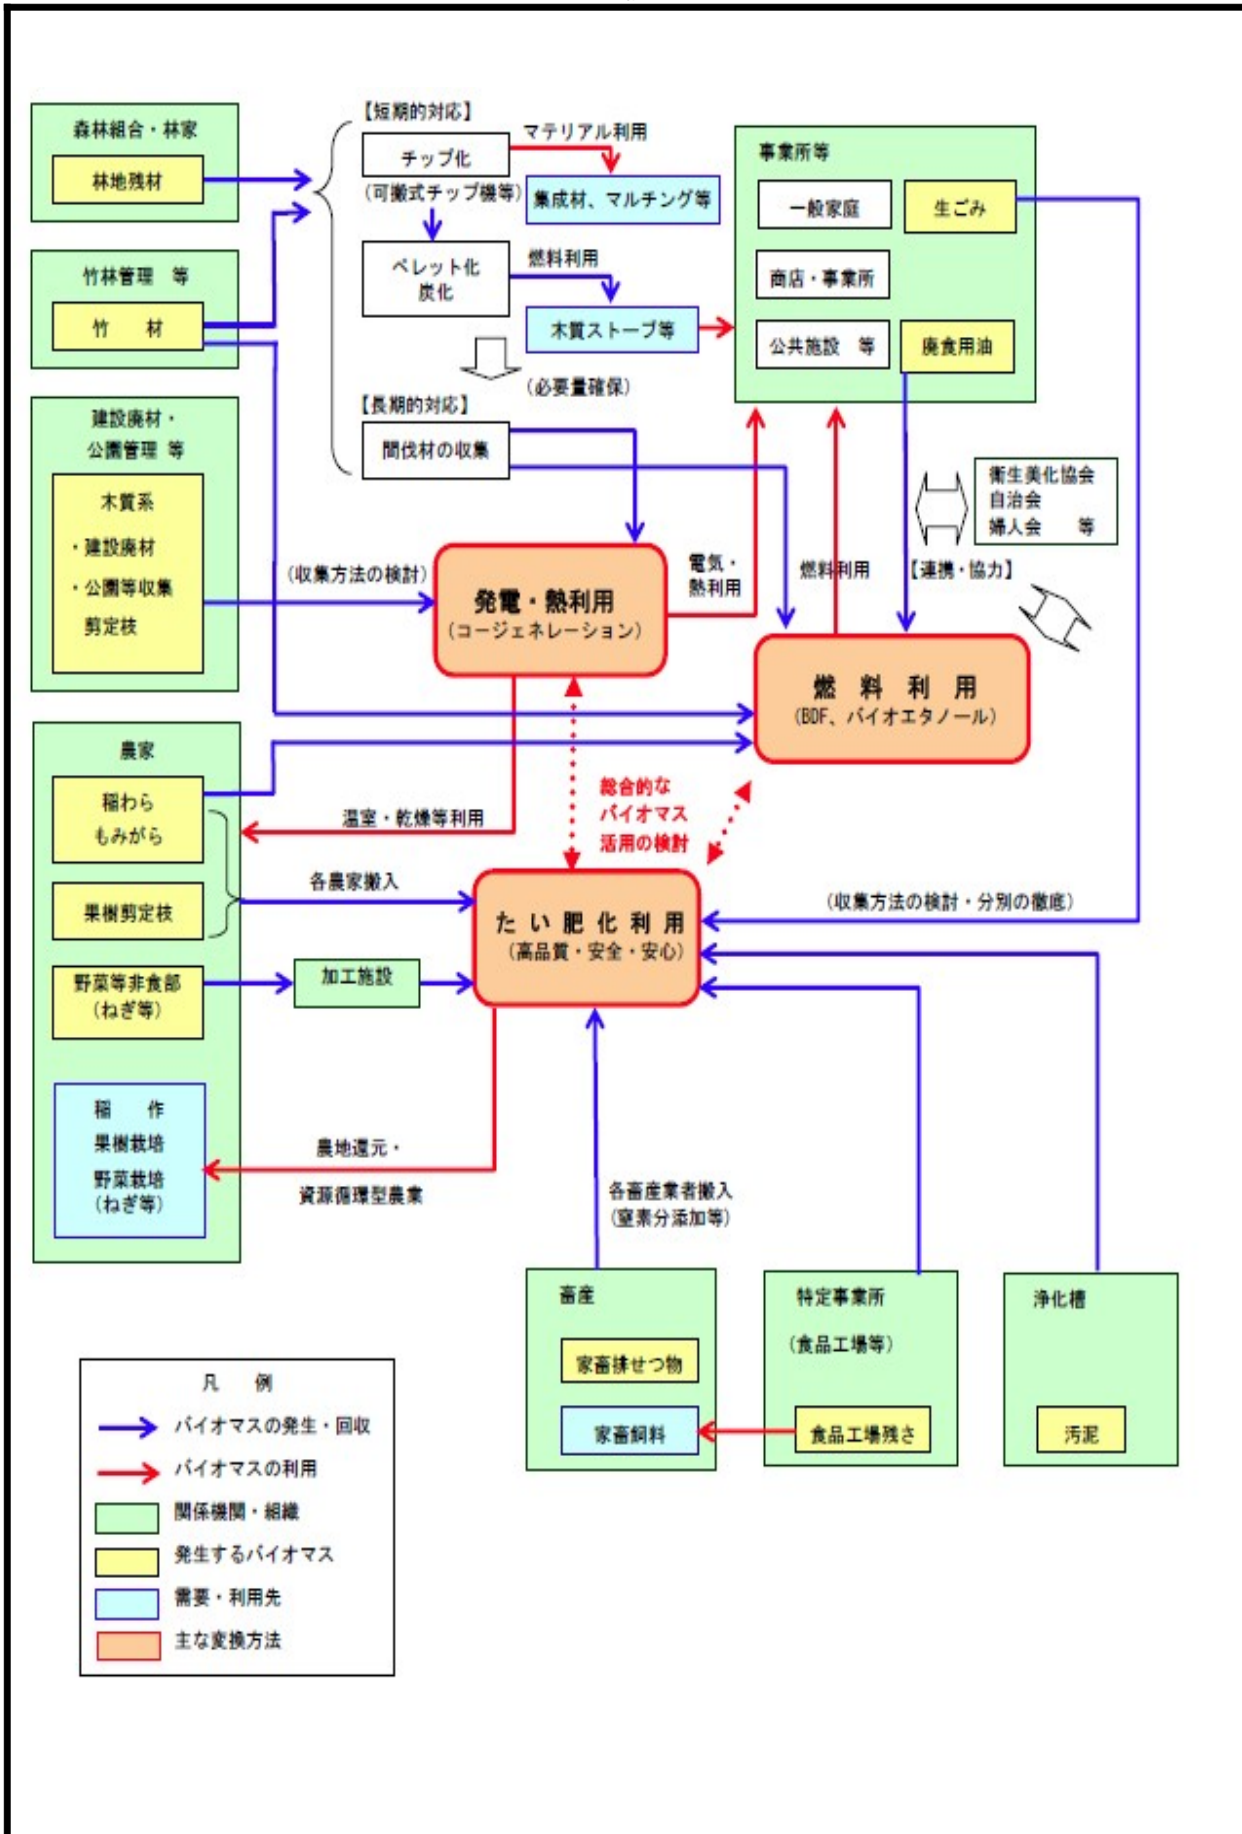 森林組合・林家
林地残材
竹林管理　等
竹　材
建設廃材・
公園管理 等
木質系
・建設廃材
・公園等収集
剪定枝
【短期的対応】
チップ化
(可搬式チップ機等)
マテリアル利用
集成材、マルチング等
ペレット化
炭化
燃料利用
木質ストーブ等
(必要量確保)
【長期的対応】
間伐材の収集
事業所等
一般家庭
生ごみ
商店・事業所
公共施設　等
廃食用油
衛生美化協会
自治会
婦人会　　等
【連携・協力】
(収集方法の検討)
発電・熱利用
(コージェネレーション)
電気・
熱利用
燃料利用
燃 料 利 用
(BDF、バイオエタノール)
農家
稲わら
もみがら
果樹剪定枝
野菜等非食部
(ねぎ等)
稲　作
果樹栽培
野菜栽培
(ねぎ等)
温室・乾燥等利用
各農家搬入
加工施設
総合的な
バイオマス
活用の検討
たい肥化利用
(高品質・安全・安心)
(収集方法の検討・分別の徹底)
農地還元・
資源循環型農業
各畜産業者搬入
(窒素分添加等)
畜産
家畜排せつ物
家畜飼料
特定事業所
(食品工場等)
食品工場残さ
浄化槽
汚泥
凡　例
バイオマスの発生・回収
バイオマスの利用
関係機関・組織
発生するバイオマス
需要・利用先
主な変換方法